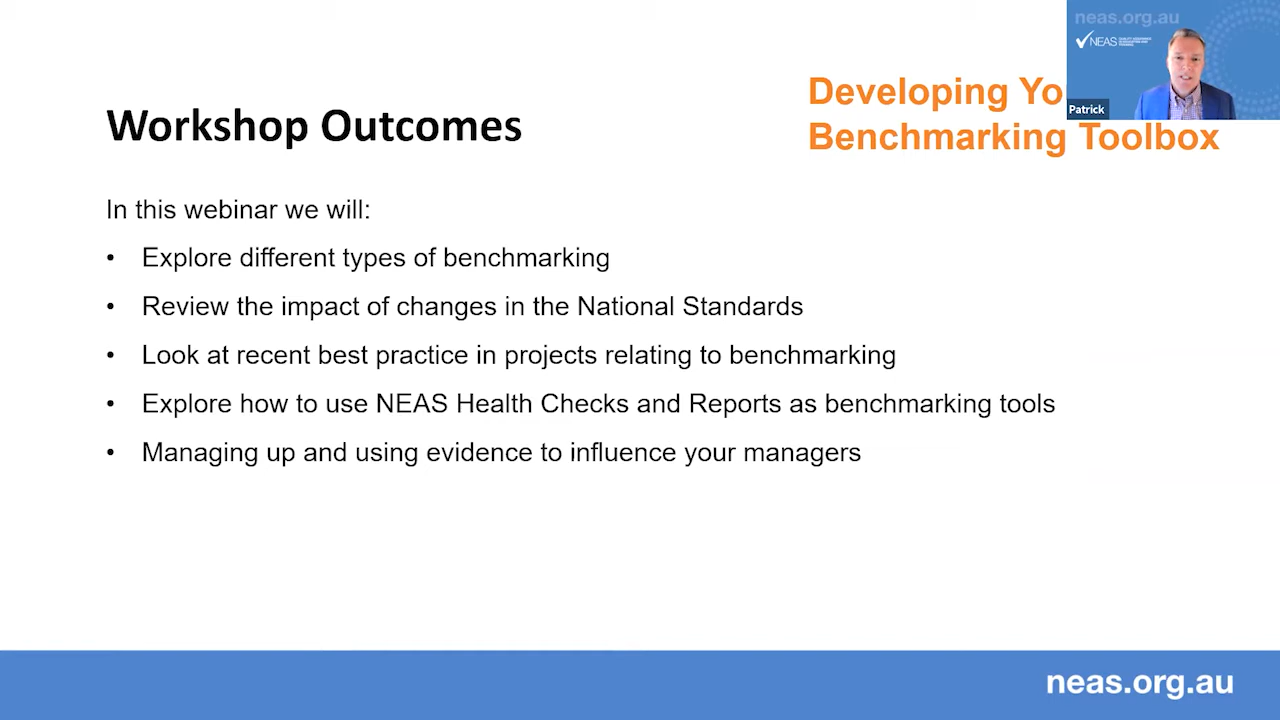 neas.org.au
NEAS
Patrick
Developing Yo
Benchmarking Toolbox
Workshop Outcomes
In this webinar we will:
• Explore different types of benchmarking
• Review the impact of changes in the National Standards
• Look at recent best practice in projects relating to benchmarking
• Explore how to use NEAS Health Checks and Reports as benchmarking tools
• Managing up and using evidence to influence your managers
neas.org.au